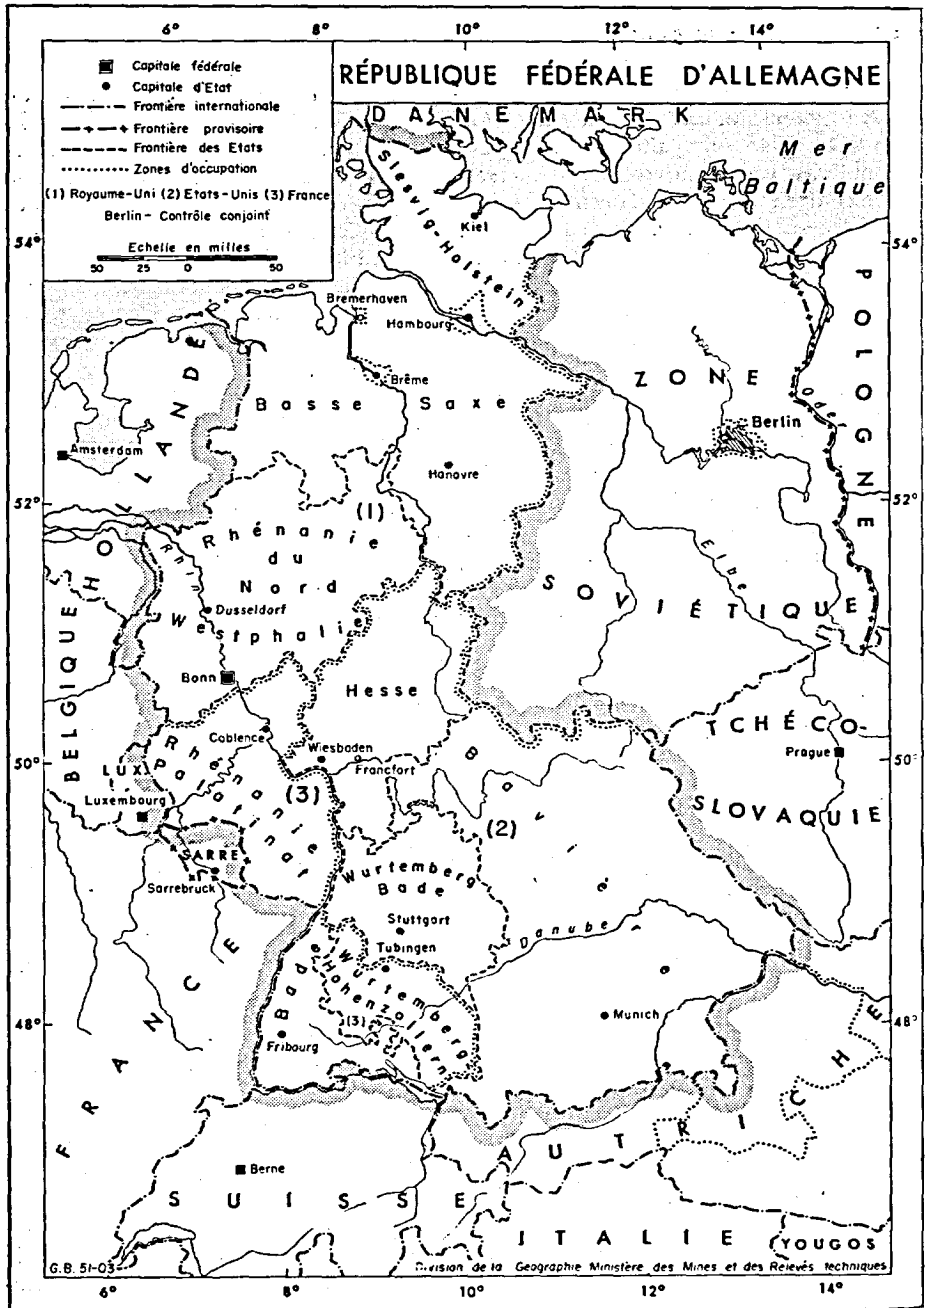 6° 8° 10° 12° 14°
RÉPUBLIQUE FÉDÉRALE D'ALLEMAGNE
Capitale fédérale
Capitale d'Etat
Frontière internationale
Frontière provisoire
Frontière des Etats
Zones d'occupation
(1) Royaume-Uni (2) Etats-Unis (3) France
Berlin - Contrôle conjoint
Echelle en milles
50 25 0 50
DANEMARK
Mer
Baltique
Slesvig-Holstein
Kiel
54° 54°
POLOGNE
Bremerhaven
Hambourg
Brême
ZONE
Oder
Basse Saxe
Berlin
HOLLANDE
Amsterdam
Hanovre
52° 52°
(1)
Rhénanie
du
Nord
Westphalie
Rhin
Elbe
SOVIÉTIQUE
Dusseldorf
BELGIQUE
Bonn
Hesse
TCHÉCO-
SLOVAQUIE
Coblence
Wiesbaden
Francfort
Prague
50° 50°
Rhénanie
Palatinat
LUX.
Luxembourg
(3)
(2)
Bav
SARRE
Sarrebruck
Wurtemberg
Bade
Stuttgart
Tubingen
Danube
FRANCE
Bad
Wurtemberg
Hohenzollern
(3)
Fribourg
Munich
48° 48°
AUTRICHE
Berne
SUISSE
ITALIE
YOUGOS
G.B. 51-03
Division de la Geographie Ministère des Mines et des Relevés techniques
6° 8° 10° 12° 14°